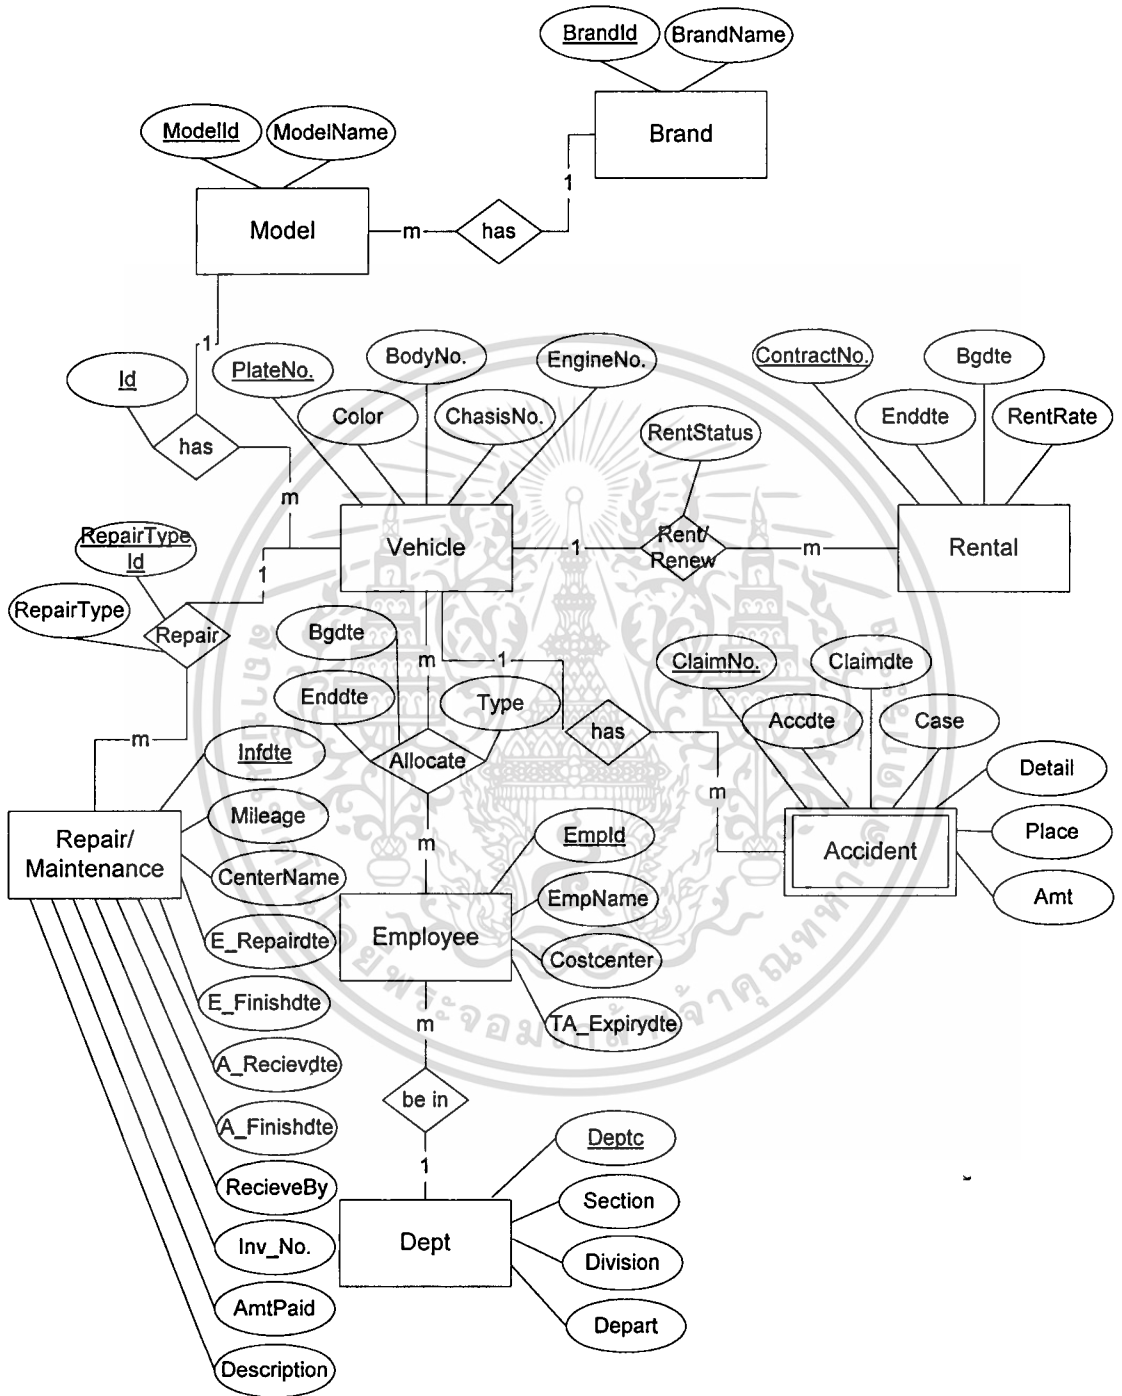 BrandId
BrandName
Brand
ModelId
ModelName
Model
m
has
1
1
Id
has
m
PlateNo.
Color
BodyNo.
ChasisNo.
EngineNo.
Vehicle
1
RentStatus
Rent/
Renew
m
ContractNo.
Enddte
Bgdte
RentRate
Rental
RepairType
Id
RepairType
1
Repair
m
Bgdte
Enddte
m
Type
Allocate
m
1
has
m
ClaimNo.
Accdte
Claimdte
Case
Detail
Place
Amt
Accident
Repair/
Maintenance
Infdte
Mileage
CenterName
E_Repairdte
E_Finishdte
A_Recievdte
A_Finishdte
RecieveBy
Inv_No.
AmtPaid
Description
Employee
EmpId
EmpName
Costcenter
TA_Expirydte
m
be in
1
Dept
Deptc
Section
Division
Depart